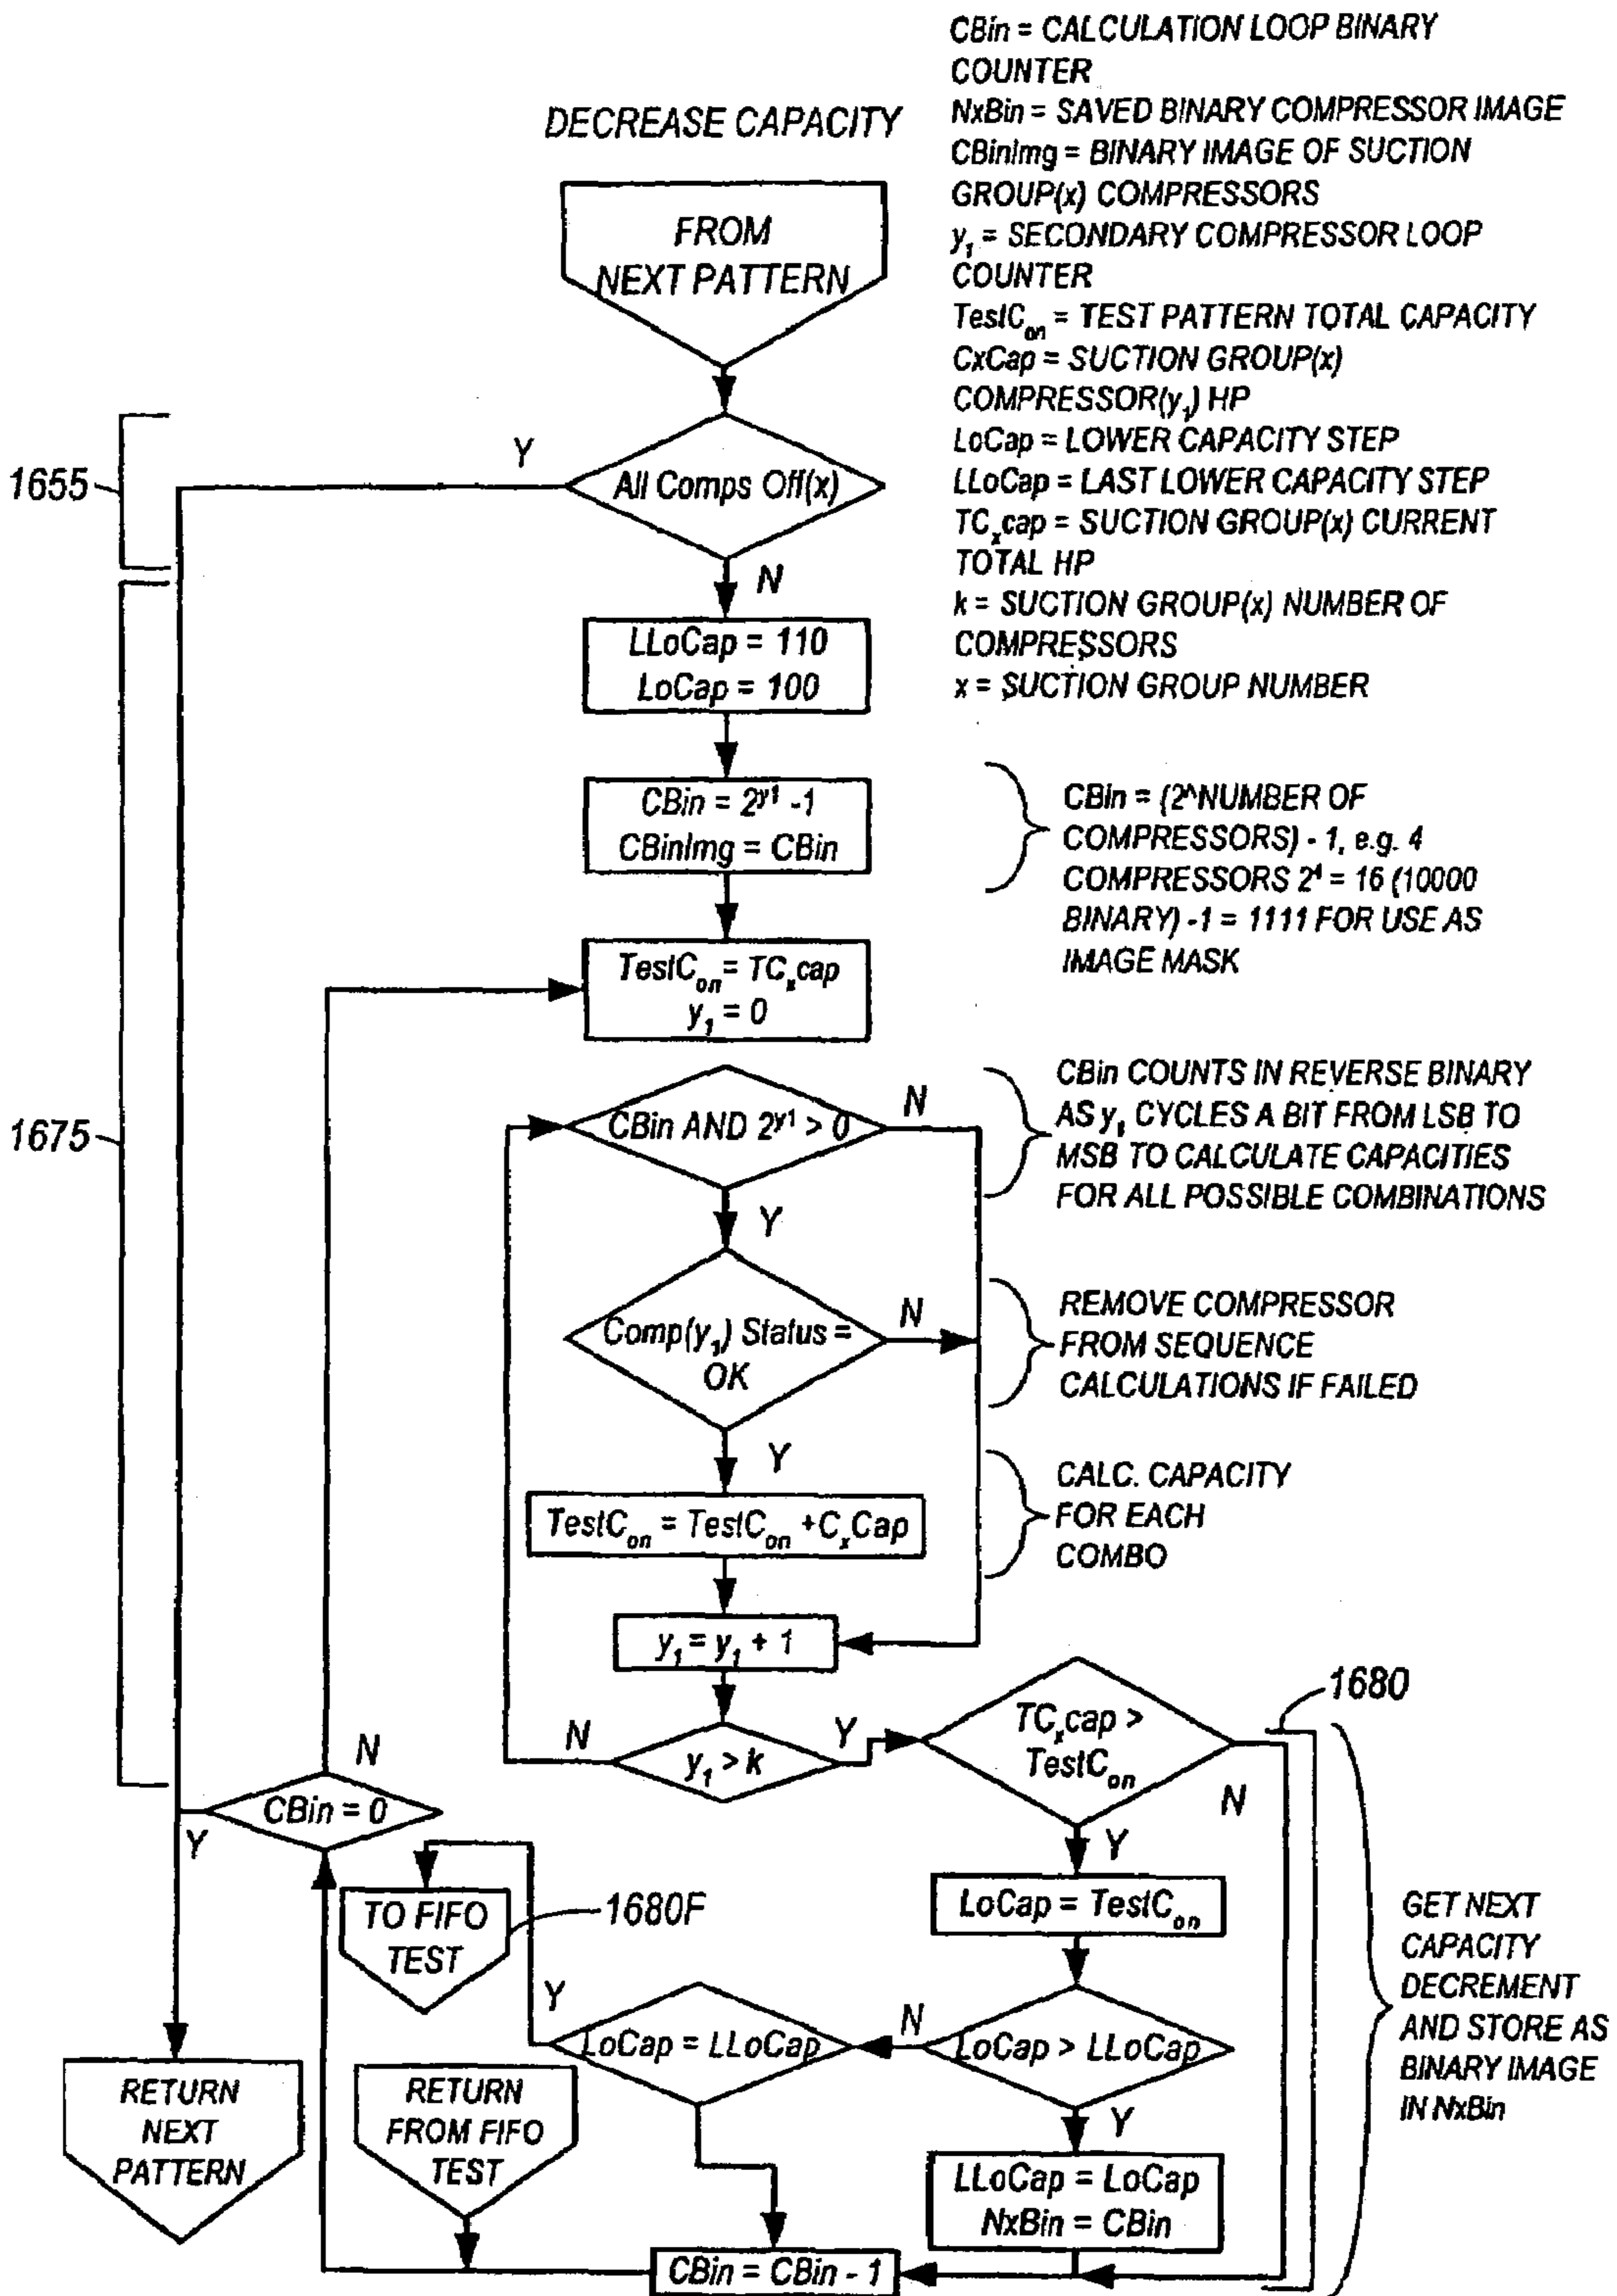 CBin = CALCULATION LOOP BINARY
COUNTER
NxBin = SAVED BINARY COMPRESSOR IMAGE
CBinImg = BINARY IMAGE OF SUCTION
GROUP(x) COMPRESSORS
y₁ = SECONDARY COMPRESSOR LOOP
COUNTER
TestCₒₙ = TEST PATTERN TOTAL CAPACITY
CxCap = SUCTION GROUP(x)
COMPRESSOR(y₁) HP
LoCap = LOWER CAPACITY STEP
LLoCap = LAST LOWER CAPACITY STEP
TCₓcap = SUCTION GROUP(x) CURRENT
TOTAL HP
k = SUCTION GROUP(x) NUMBER OF
COMPRESSORS
x = SUCTION GROUP NUMBER
DECREASE CAPACITY
FROM
NEXT PATTERN
1655
Y
All Comps Off(x)
N
LLoCap = 110
LoCap = 100
CBin = 2^y1 -1
CBinImg = CBin
CBin = (2^NUMBER OF
COMPRESSORS) - 1, e.g. 4
COMPRESSORS 2⁴ = 16 (10000
BINARY) -1 = 1111 FOR USE AS
IMAGE MASK
TestCₒₙ = TCₓcap
y₁ = 0
1675
CBin AND 2^y1 > 0
N
Y
CBin COUNTS IN REVERSE BINARY
AS y₁ CYCLES A BIT FROM LSB TO
MSB TO CALCULATE CAPACITIES
FOR ALL POSSIBLE COMBINATIONS
Comp(y₁) Status =
OK
N
Y
REMOVE COMPRESSOR
FROM SEQUENCE
CALCULATIONS IF FAILED
TestCₒₙ = TestCₒₙ +CₓCap
CALC. CAPACITY
FOR EACH
COMBO
y₁ = y₁ + 1
y₁ > k
N
Y
TCₓcap >
TestCₒₙ
1680
N
Y
CBin = 0
N
Y
TO FIFO
TEST
1680F
LoCap = TestCₒₙ
LoCap > LLoCap
N
Y
LoCap = LLoCap
Y
GET NEXT
CAPACITY
DECREMENT
AND STORE AS
BINARY IMAGE
IN NxBin
RETURN
NEXT
PATTERN
RETURN
FROM FIFO
TEST
LLoCap = LoCap
NxBin = CBin
CBin = CBin - 1